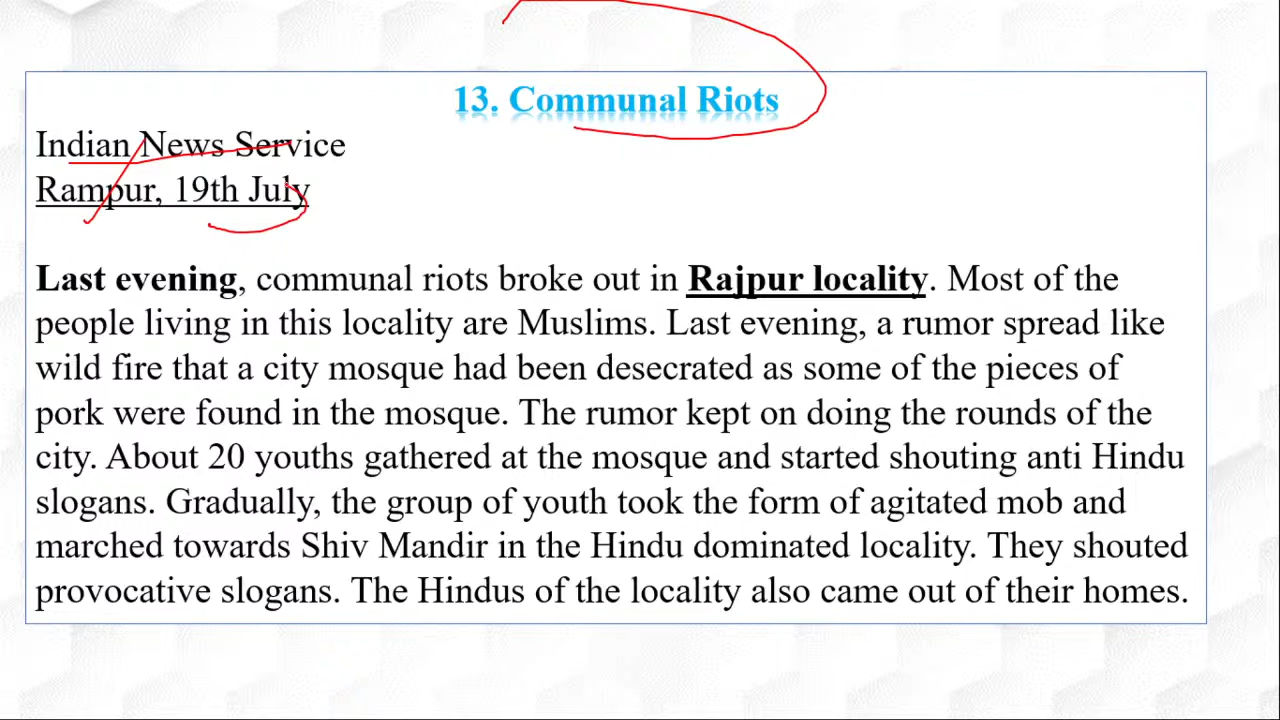 13. Communal Riots
Indian News Service
Rampur, 19th July
Last evening, communal riots broke out in Rajpur locality. Most of the
people living in this locality are Muslims. Last evening, a rumor spread like
wild fire that a city mosque had been desecrated as some of the pieces of
pork were found in the mosque. The rumor kept on doing the rounds of the
city. About 20 youths gathered at the mosque and started shouting anti Hindu
slogans. Gradually, the group of youth took the form of agitated mob and
marched towards Shiv Mandir in the Hindu dominated locality. They shouted
provocative slogans. The Hindus of the locality also came out of their homes.